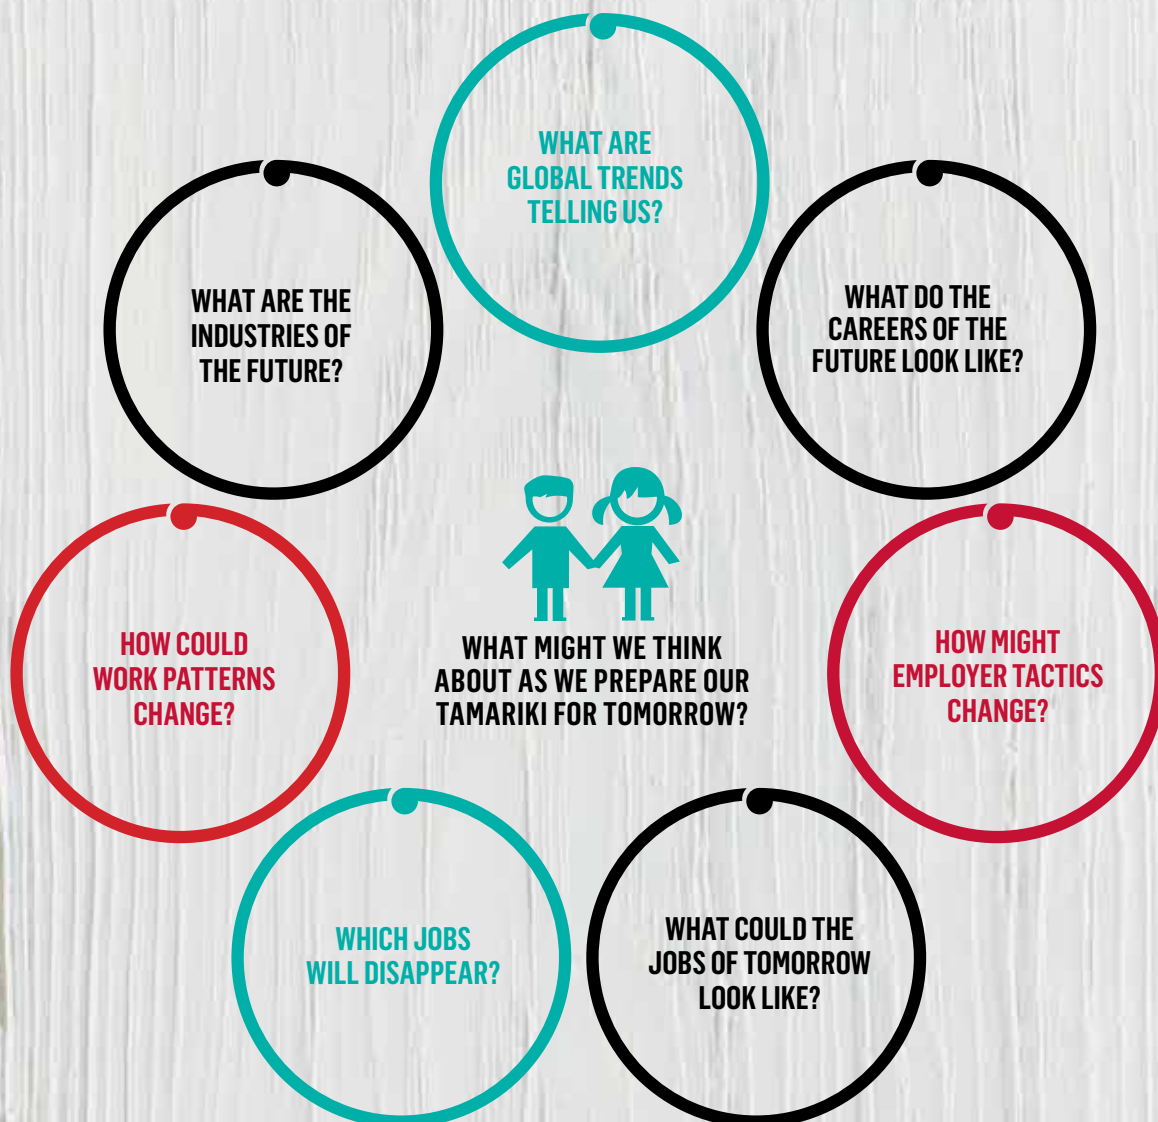 WHAT ARE
GLOBAL TRENDS
TELLING US?
WHAT ARE THE
INDUSTRIES OF
THE FUTURE?
WHAT DO THE
CAREERS OF THE
FUTURE LOOK LIKE?
HOW COULD
WORK PATTERNS
CHANGE?
WHAT MIGHT WE THINK
ABOUT AS WE PREPARE OUR
TAMARIKI FOR TOMORROW?
HOW MIGHT
EMPLOYER TACTICS
CHANGE?
WHICH JOBS
WILL DISAPPEAR?
WHAT COULD THE
JOBS OF TOMORROW
LOOK LIKE?